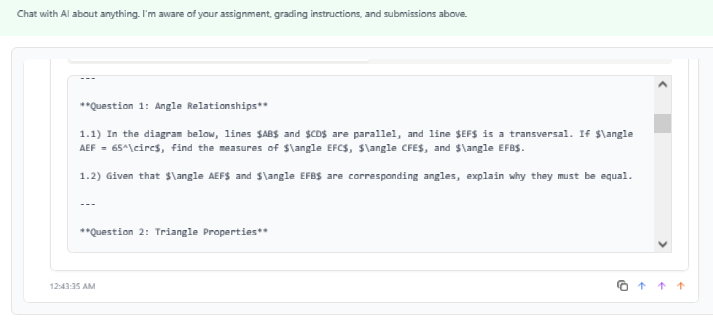 Chat with AI about anything. I'm aware of your assignment, grading instructions, and submissions above.
---
**Question 1: Angle Relationships**
1.1) In the diagram below, lines $AB$ and $CD$ are parallel, and line $EF$ is a transversal. If $\angle
AEF = 65^\circ$, find the measures of $\angle EFC$, $\angle CFE$, and $\angle EFB$.
1.2) Given that $\angle AEF$ and $\angle EFB$ are corresponding angles, explain why they must be equal.
---
**Question 2: Triangle Properties**
12:43:35 AM